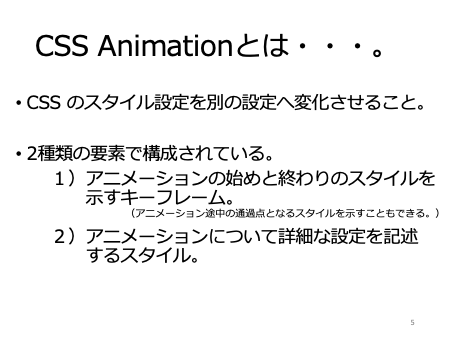 CSS Animationとは・・・。
• CSS のスタイル設定を別の設定へ変化させること。
• 2種類の要素で構成されている。
１）アニメーションの始めと終わりのスタイルを
示すキーフレーム。
（アニメーション途中の通過点となるスタイルを示すこともできる。）
２）アニメーションについて詳細な設定を記述
するスタイル。
5